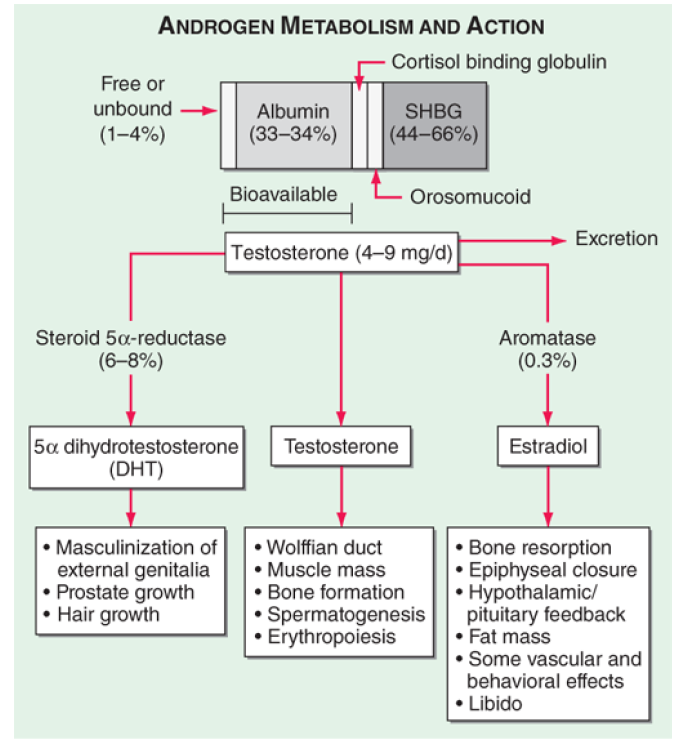 ANDROGEN METABOLISM AND ACTION
Cortisol binding globulin
Free or
unbound
(1–4%)
Albumin
(33–34%)
SHBG
(44–66%)
Bioavailable
Orosomucoid
Testosterone (4–9 mg/d)
Excretion
Steroid 5α-reductase
(6–8%)
Aromatase
(0.3%)
5α dihydrotestosterone
(DHT)
Testosterone
Estradiol
• Masculinization of
external genitalia
• Prostate growth
• Hair growth
• Wolffian duct
• Muscle mass
• Bone formation
• Spermatogenesis
• Erythropoiesis
• Bone resorption
• Epiphyseal closure
• Hypothalamic/
pituitary feedback
• Fat mass
• Some vascular and
behavioral effects
• Libido